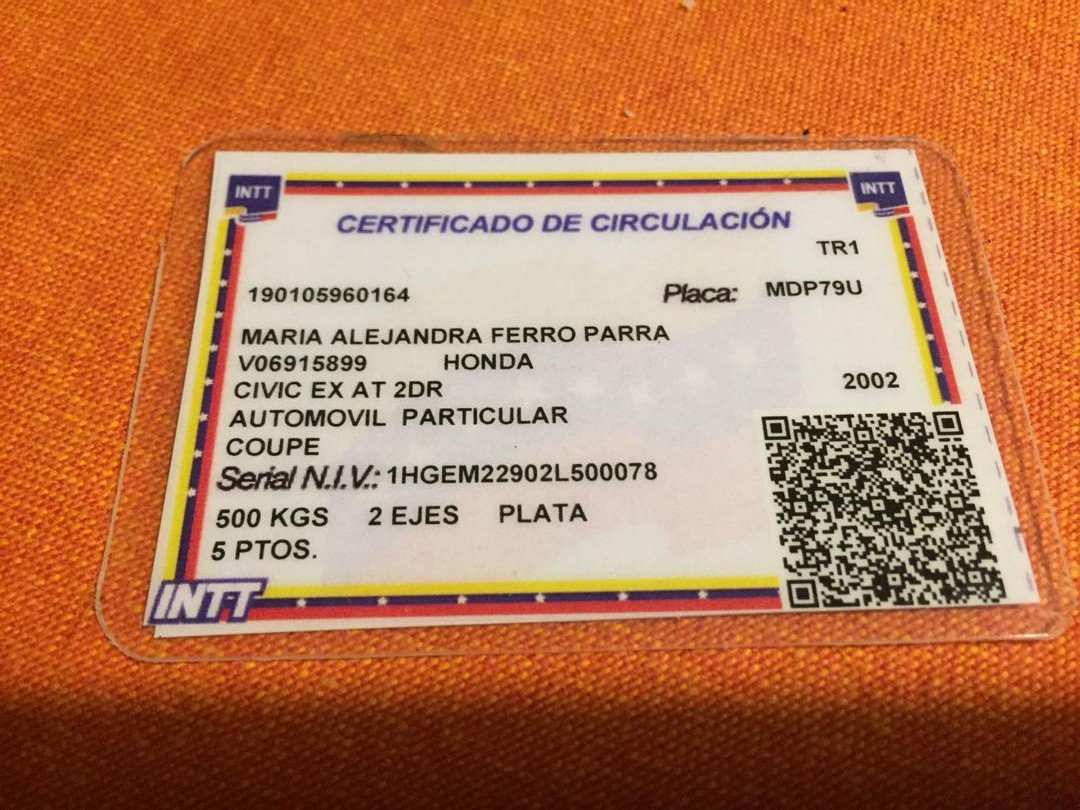 INTT INTT
CERTIFICADO DE CIRCULACIÓN
TR1
190105960164 Placa: MDP79U
MARIA ALEJANDRA FERRO PARRA
V06915899 HONDA
CIVIC EX AT 2DR 2002
AUTOMOVIL PARTICULAR
COUPE
Serial N.I.V.: 1HGEM22902L500078
500 KGS 2 EJES PLATA
5 PTOS.
INTT